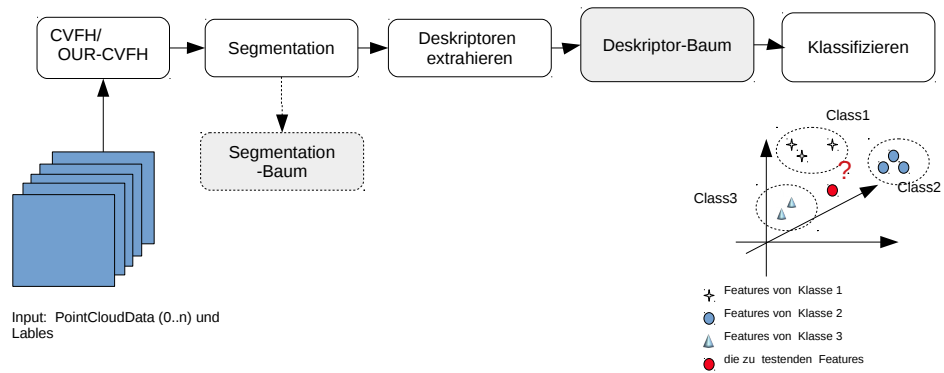 CVFH/
OUR-CVFH
Segmentation
Deskriptoren
extrahieren
Deskriptor-Baum
Klassifizieren
Segmentation
-Baum
Input: PointCloudData (0..n) und
Lables
Class1
?
Class2
Class3
Features von Klasse 1
Features von Klasse 2
Features von Klasse 3
die zu testenden Features